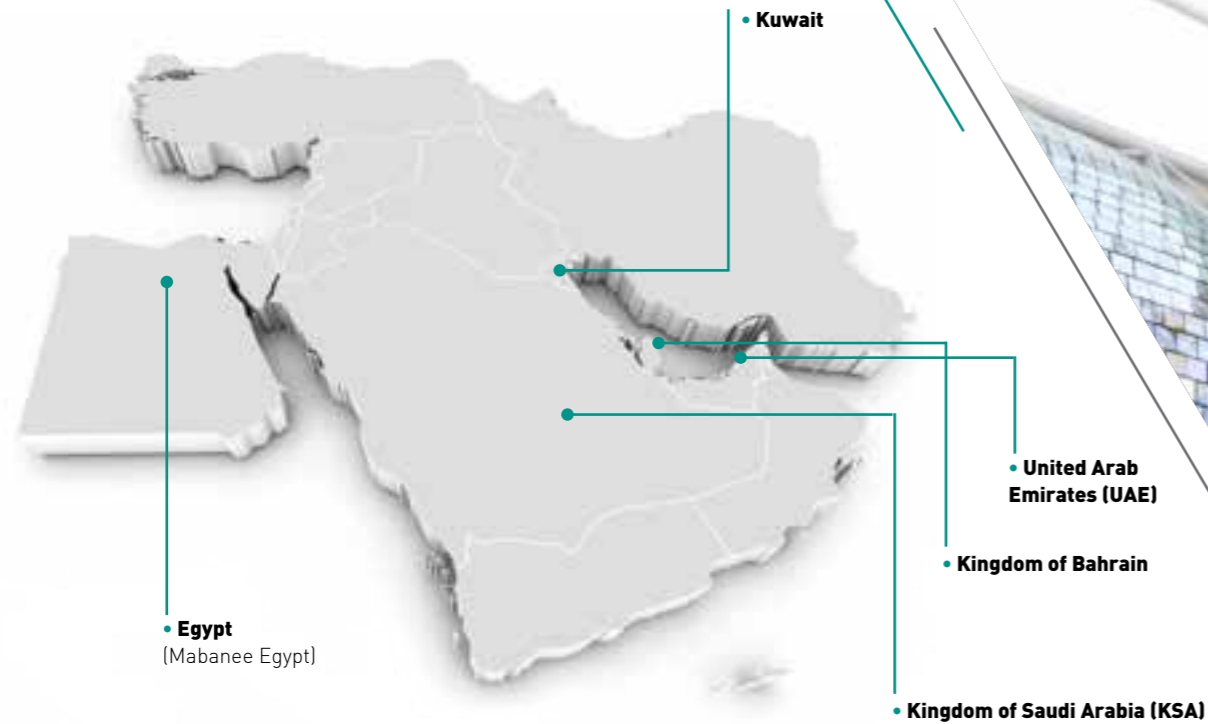 • Kuwait
• United Arab
Emirates (UAE)
• Kingdom of Bahrain
• Egypt
(Mabanee Egypt)
• Kingdom of Saudi Arabia (KSA)